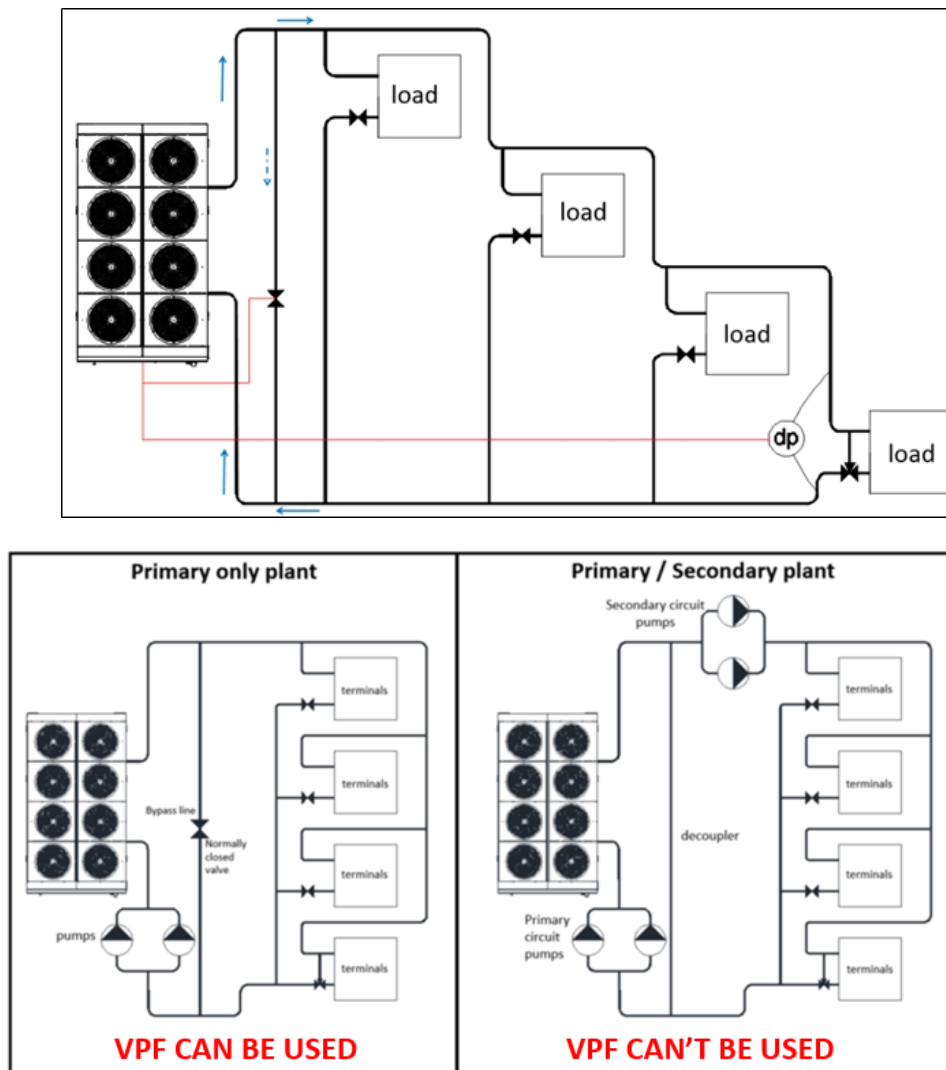 load
load
load
dp
load
Primary only plant
Bypass line
Normally
closed
valve
pumps
terminals
terminals
terminals
terminals
VPF CAN BE USED
Primary / Secondary plant
Secondary circuit
pumps
decoupler
Primary
circuit
pumps
terminals
terminals
terminals
terminals
VPF CAN’T BE USED